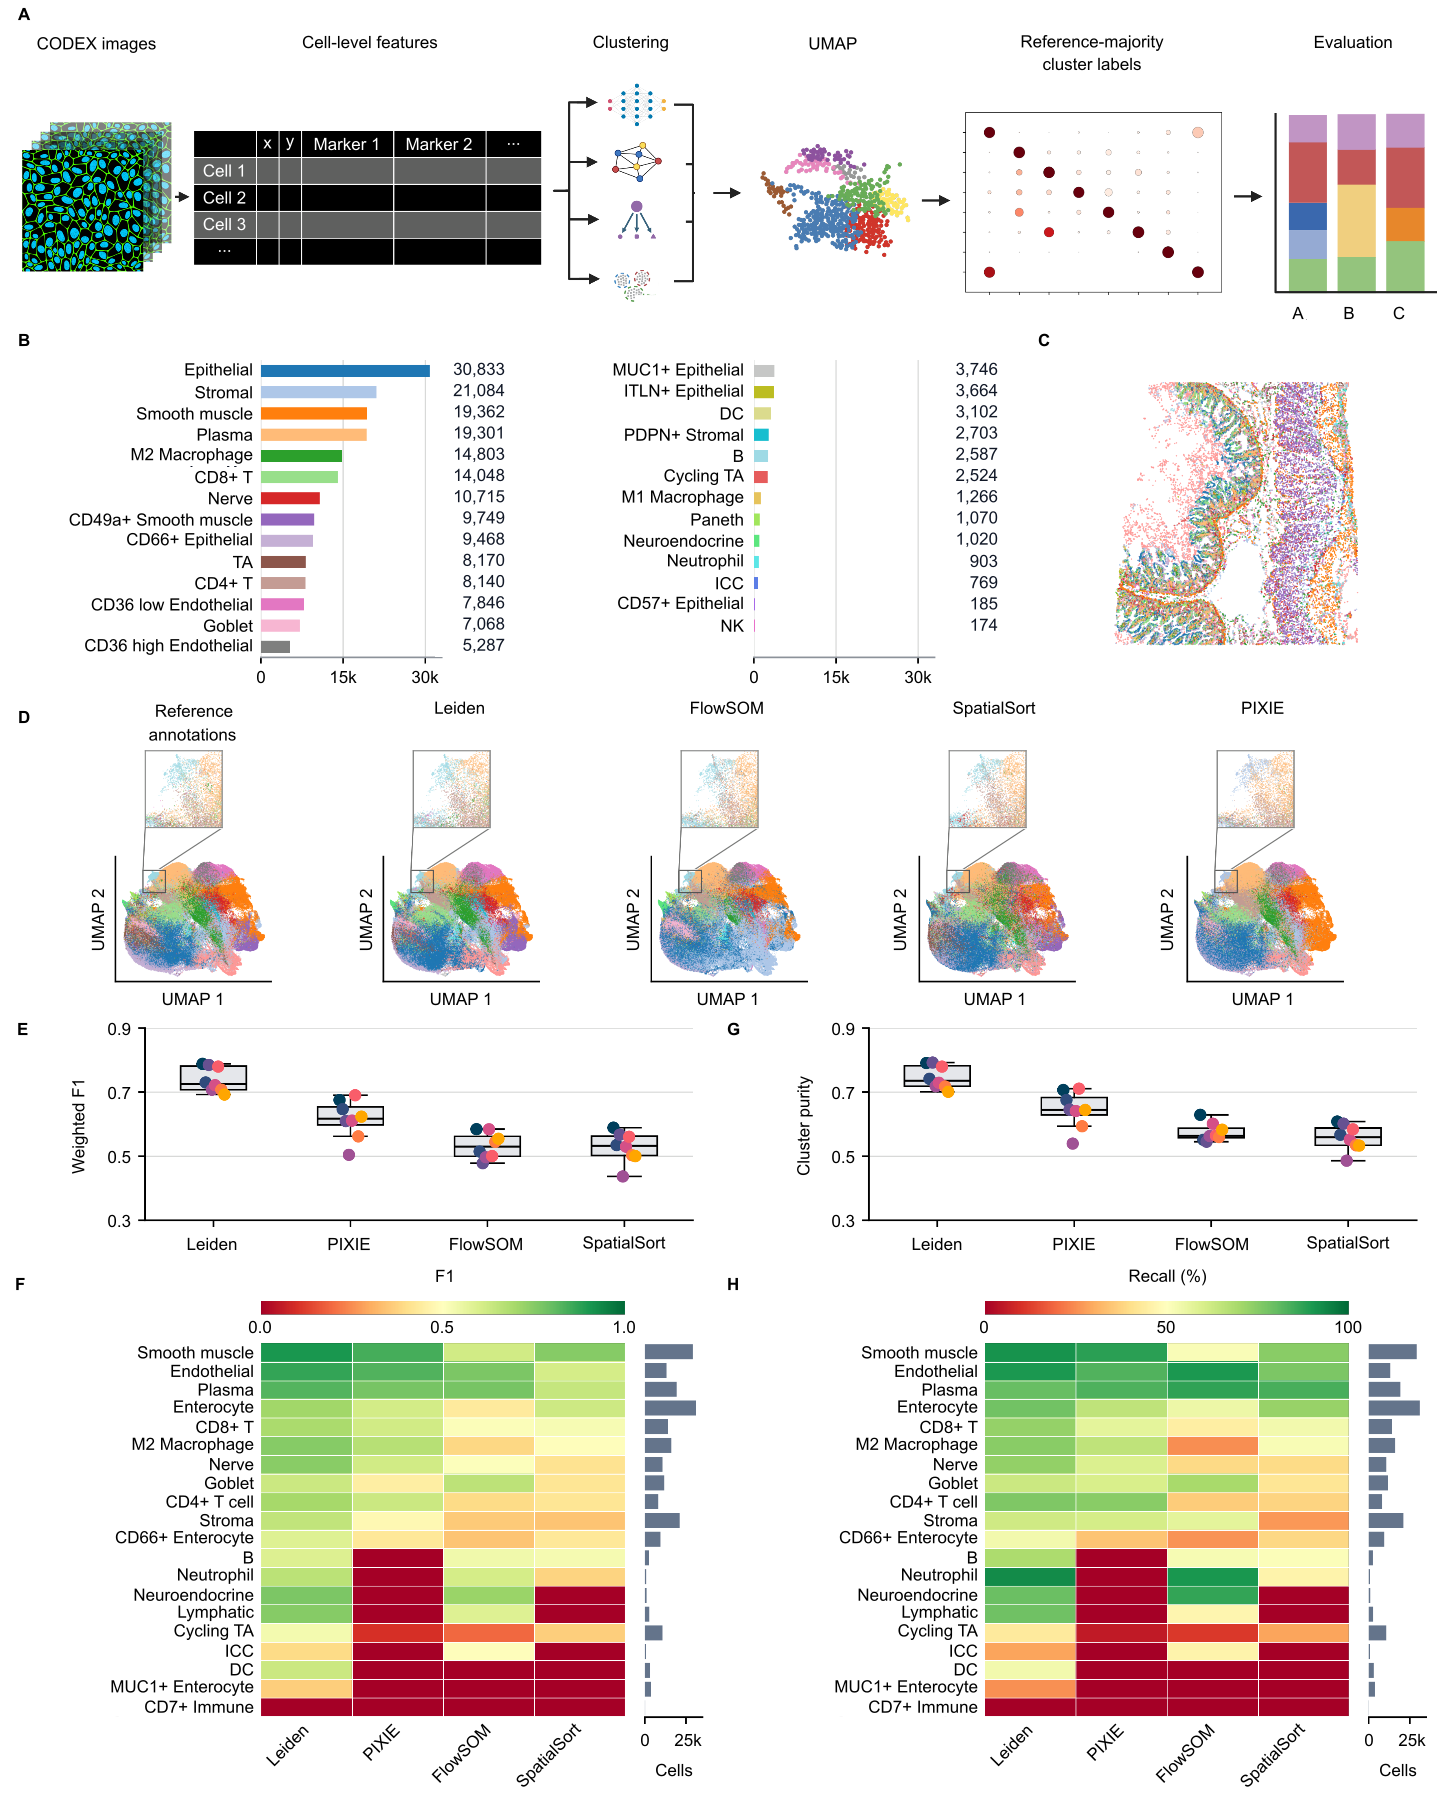 A
CODEX images
Cell-level features
Clustering
UMAP
Reference-majority
cluster labels
Evaluation
x y Marker 1 Marker 2 ...
Cell 1
Cell 2
Cell 3
...
A B C
B
Epithelial 30,833
Stromal 21,084
Smooth muscle 19,362
Plasma 19,301
M2 Macrophage 14,803
CD8+ T 14,048
Nerve 10,715
CD49a+ Smooth muscle 9,749
CD66+ Epithelial 9,468
TA 8,170
CD4+ T 8,140
CD36 low Endothelial 7,846
Goblet 7,068
CD36 high Endothelial 5,287
0 15k 30k
MUC1+ Epithelial 3,746
ITLN+ Epithelial 3,664
DC 3,102
PDPN+ Stromal 2,703
B 2,587
Cycling TA 2,524
M1 Macrophage 1,266
Paneth 1,070
Neuroendocrine 1,020
Neutrophil 903
ICC 769
CD57+ Epithelial 185
NK 174
0 15k 30k
C
D
Reference
annotations
Leiden
FlowSOM
SpatialSort
PIXIE
UMAP 2
UMAP 1
UMAP 2
UMAP 1
UMAP 2
UMAP 1
UMAP 2
UMAP 1
UMAP 2
UMAP 1
E
Weighted F1
0.9
0.7
0.5
0.3
Leiden PIXIE FlowSOM SpatialSort
G
Cluster purity
0.9
0.7
0.5
0.3
Leiden PIXIE FlowSOM SpatialSort
F
F1
0.0 0.5 1.0
Smooth muscle
Endothelial
Plasma
Enterocyte
CD8+ T
M2 Macrophage
Nerve
Goblet
CD4+ T cell
Stroma
CD66+ Enterocyte
B
Neutrophil
Neuroendocrine
Lymphatic
Cycling TA
ICC
DC
MUC1+ Enterocyte
CD7+ Immune
Leiden PIXIE FlowSOM SpatialSort
0 25k
Cells
H
Recall (%)
0 50 100
Smooth muscle
Endothelial
Plasma
Enterocyte
CD8+ T
M2 Macrophage
Nerve
Goblet
CD4+ T cell
Stroma
CD66+ Enterocyte
B
Neutrophil
Neuroendocrine
Lymphatic
Cycling TA
ICC
DC
MUC1+ Enterocyte
CD7+ Immune
Leiden PIXIE FlowSOM SpatialSort
0 25k
Cells